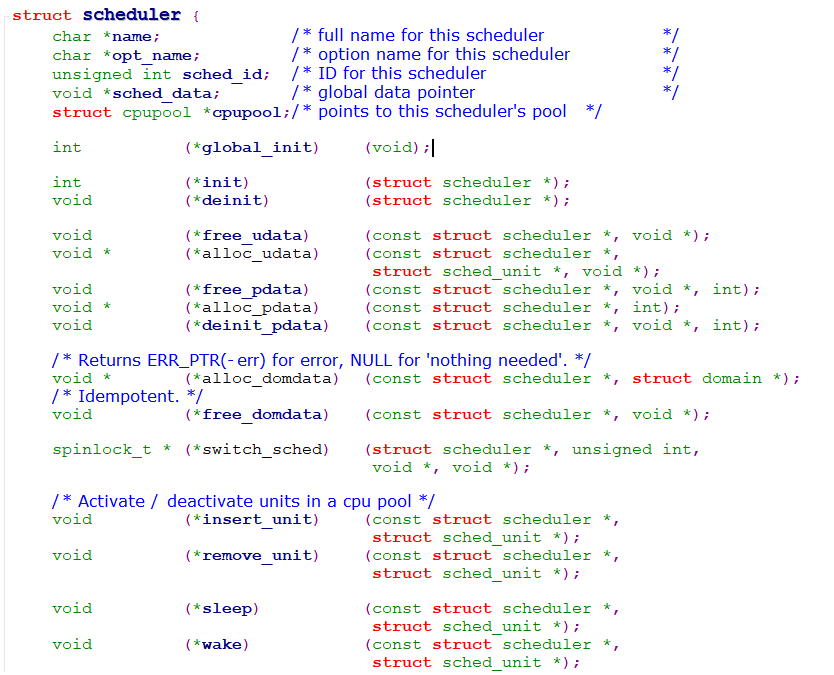 struct scheduler {
char *name; /* full name for this scheduler */
char *opt_name; /* option name for this scheduler */
unsigned int sched_id; /* ID for this scheduler */
void *sched_data; /* global data pointer */
struct cpupool *cpupool;/* points to this scheduler's pool */
int (*global_init) (void);
int (*init) (struct scheduler *);
void (*deinit) (struct scheduler *);
void (*free_udata) (const struct scheduler *, void *);
void * (*alloc_udata) (const struct scheduler *,
struct sched_unit *, void *);
void (*free_pdata) (const struct scheduler *, void *, int);
void * (*alloc_pdata) (const struct scheduler *, int);
void (*deinit_pdata) (const struct scheduler *, void *, int);
/* Returns ERR_PTR(-err) for error, NULL for 'nothing needed'. */
void * (*alloc_domdata) (const struct scheduler *, struct domain *);
/* Idempotent. */
void (*free_domdata) (const struct scheduler *, void *);
spinlock_t * (*switch_sched) (struct scheduler *, unsigned int,
void *, void *);
/* Activate / deactivate units in a cpu pool */
void (*insert_unit) (const struct scheduler *,
struct sched_unit *);
void (*remove_unit) (const struct scheduler *,
struct sched_unit *);
void (*sleep) (const struct scheduler *,
struct sched_unit *);
void (*wake) (const struct scheduler *,
struct sched_unit *);